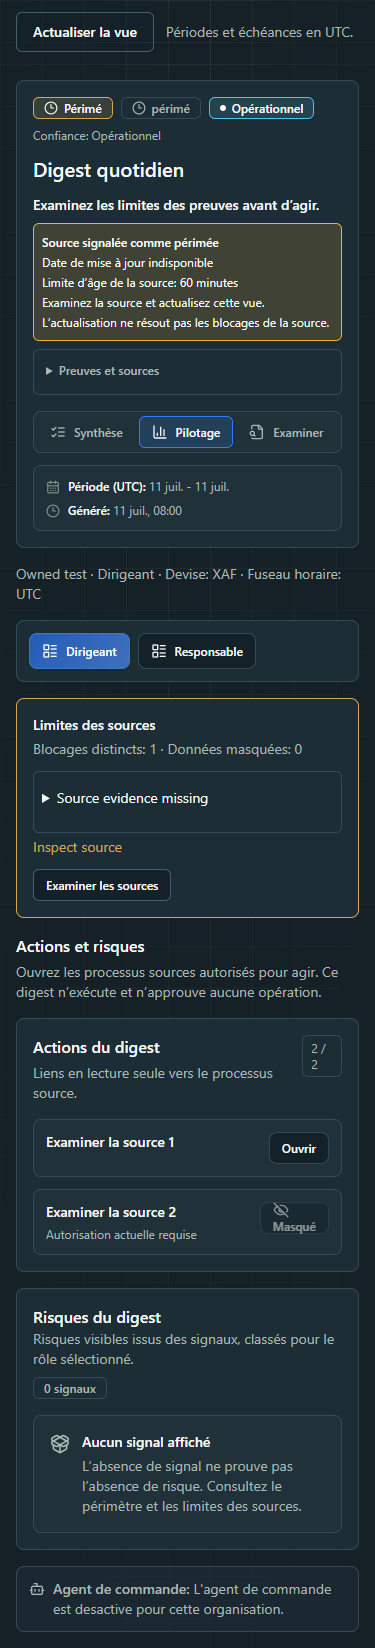 Actualiser la vue
Périodes et échéances en UTC.
Périmé
périmé
Opérationnel
Confiance: Opérationnel
Digest quotidien
Examinez les limites des preuves avant d’agir.
Source signalée comme périmée
Date de mise à jour indisponible
Limite d’âge de la source: 60 minutes
Examinez la source et actualisez cette vue.
L’actualisation ne résout pas les blocages de la source.
Preuves et sources
Synthèse
Pilotage
Examiner
Période (UTC): 11 juil. - 11 juil.
Généré: 11 juil., 08:00
Owned test · Dirigeant · Devise: XAF · Fuseau horaire:
UTC
Dirigeant
Responsable
Limites des sources
Blocages distincts: 1 · Données masquées: 0
Source evidence missing
Inspect source
Examiner les sources
Actions et risques
Ouvrez les processus sources autorisés pour agir. Ce
digest n’exécute et n’approuve aucune opération.
Actions du digest
2 /
2
Liens en lecture seule vers le processus
source.
Examiner la source 1
Ouvrir
Examiner la source 2
Autorisation actuelle requise
Masqué
Risques du digest
Risques visibles issus des signaux, classés pour le
rôle sélectionné.
0 signaux
Aucun signal affiché
L’absence de signal ne prouve pas
l’absence de risque. Consultez le
périmètre et les limites des sources.
Agent de commande: L'agent de commande
est desactive pour cette organisation.